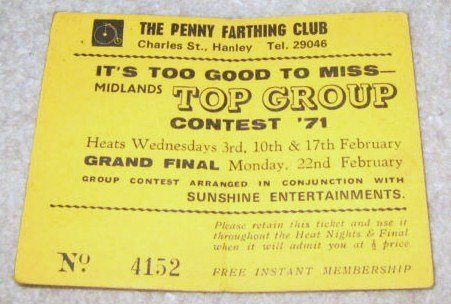 THE PENNY FARTHING CLUB
Charles St., Hanley Tel. 29046
IT'S TOO GOOD TO MISS—
MIDLANDS TOP GROUP
CONTEST '71
Heats Wednesdays 3rd, 10th & 17th February
GRAND FINAL Monday, 22nd February
GROUP CONTEST ARRANGED IN CONJUNCTION WITH
SUNSHINE ENTERTAINMENTS.
Please retain this ticket and use it
throughout the Heat Nights & Final
when it will admit you at ½ price
No. 4152
FREE INSTANT MEMBERSHIP